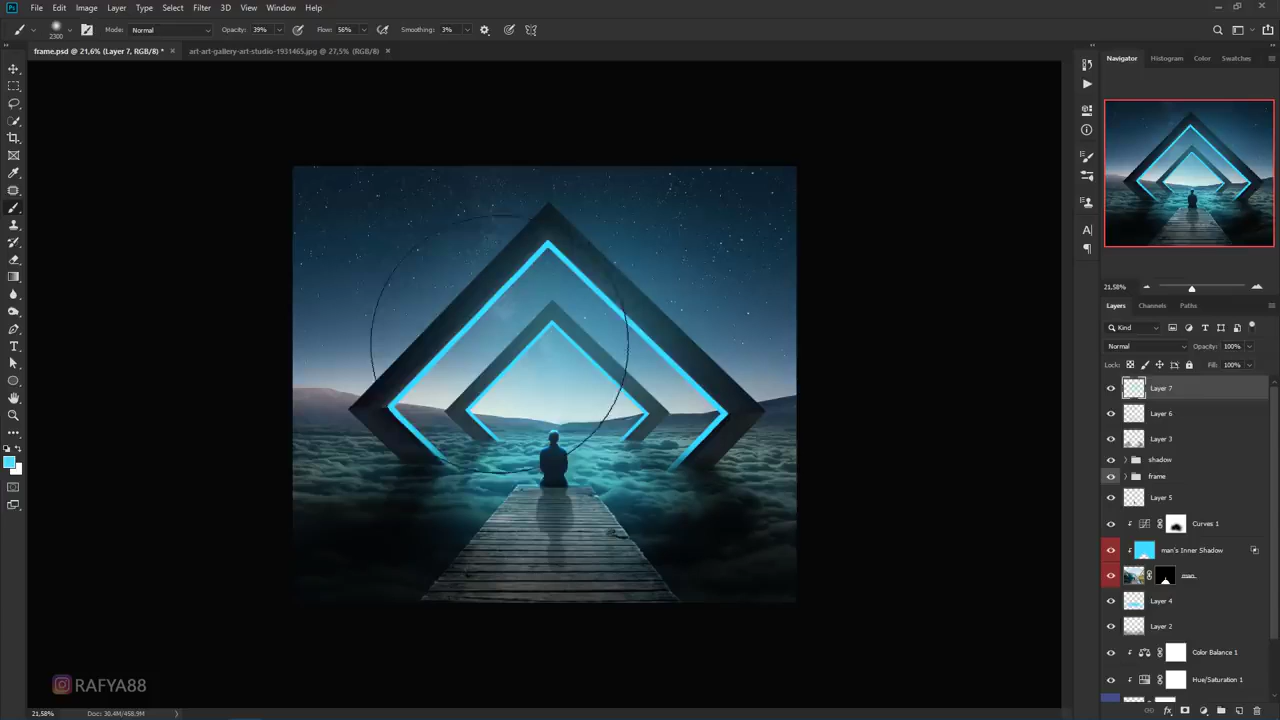 Ps File Edit Image Layer Type Select Filter 3D View Window Help
2300 Mode: Normal Opacity: 39% Flow: 56% Smoothing: 3%
frame.psd @ 21,6% (Layer 7, RGB/8) * × art-art-gallery-art-studio-1931465.jpg @ 27,5% (RGB/8) ×
Navigator Histogram Color Swatches
21,58%
Layers Channels Paths
Kind
Normal Opacity: 100%
Lock: Fill: 100%
Layer 7
Layer 6
Layer 3
shadow
frame
Layer 5
Curves 1
man's Inner Shadow
man
Layer 4
Layer 2
Color Balance 1
Hue/Saturation 1
RAFYA88
21,58% Doc: 30.4M/458.9M